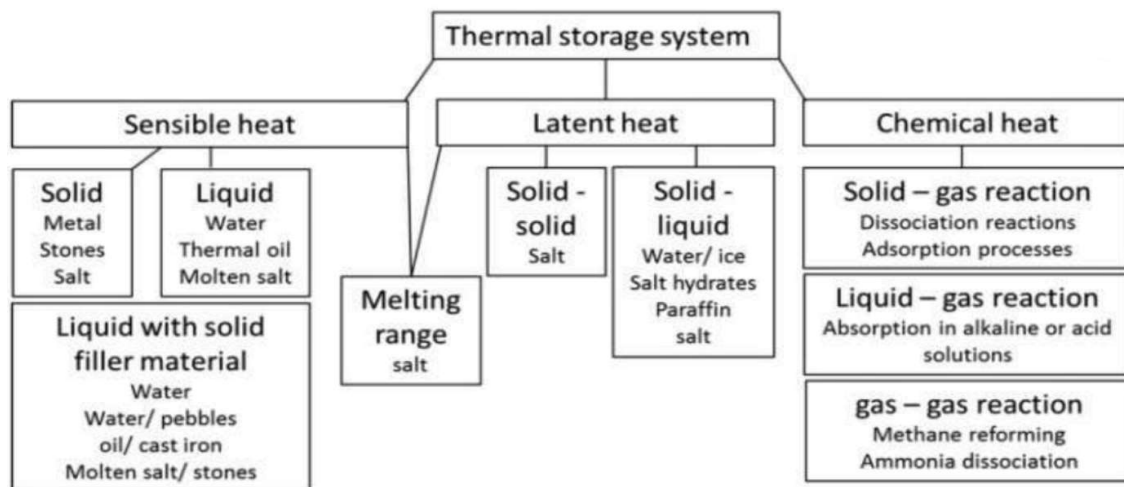 Thermal storage system
Sensible heat
Latent heat
Chemical heat
Solid
Metal
Stones
Salt
Liquid
Water
Thermal oil
Molten salt
Liquid with solid
filler material
Water
Water/ pebbles
oil/ cast iron
Molten salt/ stones
Melting
range
salt
Solid -
solid
Salt
Solid -
liquid
Water/ ice
Salt hydrates
Paraffin
salt
Solid – gas reaction
Dissociation reactions
Adsorption processes
Liquid – gas reaction
Absorption in alkaline or acid
solutions
gas – gas reaction
Methane reforming
Ammonia dissociation